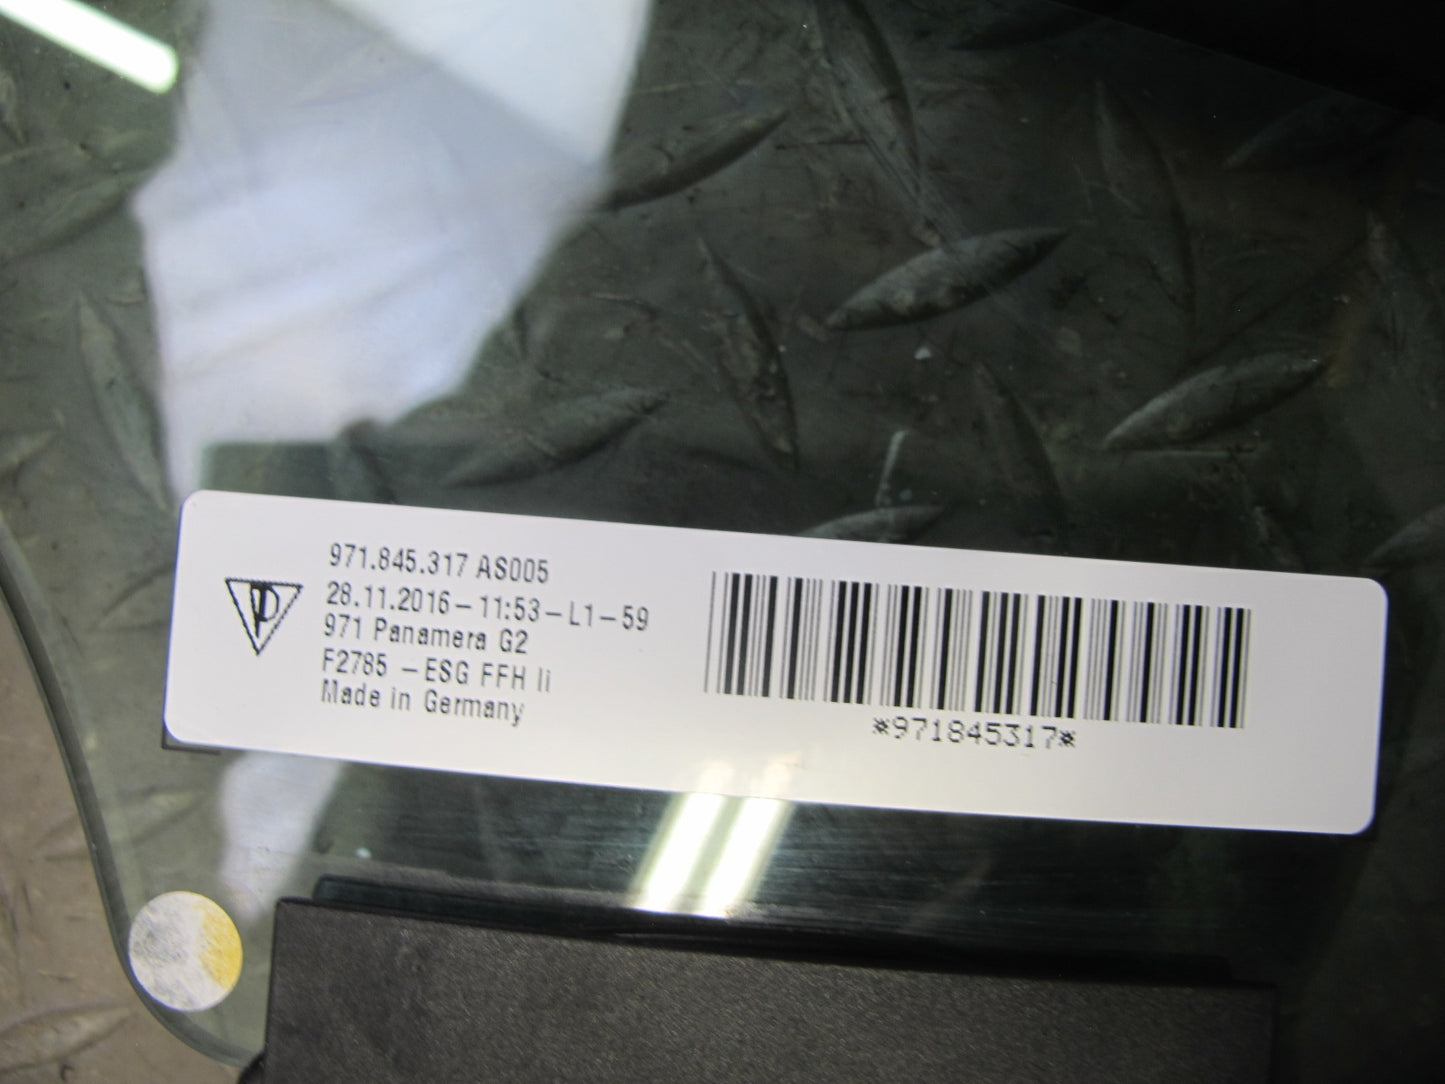 971.845.317 AS005
28.11.2016-11:53-L1-59
971 Panamera G2
F2785 -ESG FFH li
Made in Germany
*971845317*